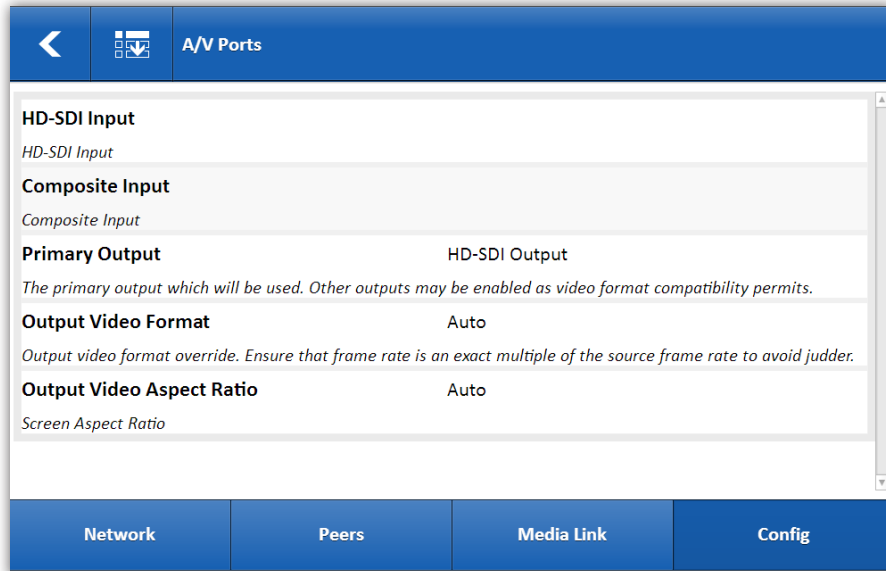 A/V Ports
HD-SDI Input
HD-SDI Input
Composite Input
Composite Input
Primary Output HD-SDI Output
The primary output which will be used. Other outputs may be enabled as video format compatibility permits.
Output Video Format Auto
Output video format override. Ensure that frame rate is an exact multiple of the source frame rate to avoid judder.
Output Video Aspect Ratio Auto
Screen Aspect Ratio
Network Peers Media Link Config